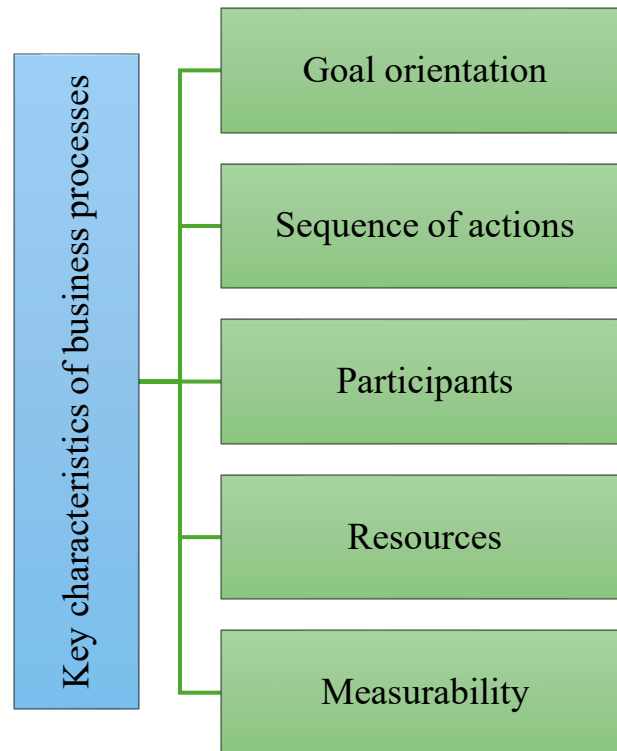 Key characteristics of business processes
Goal orientation
Sequence of actions
Participants
Resources
Measurability